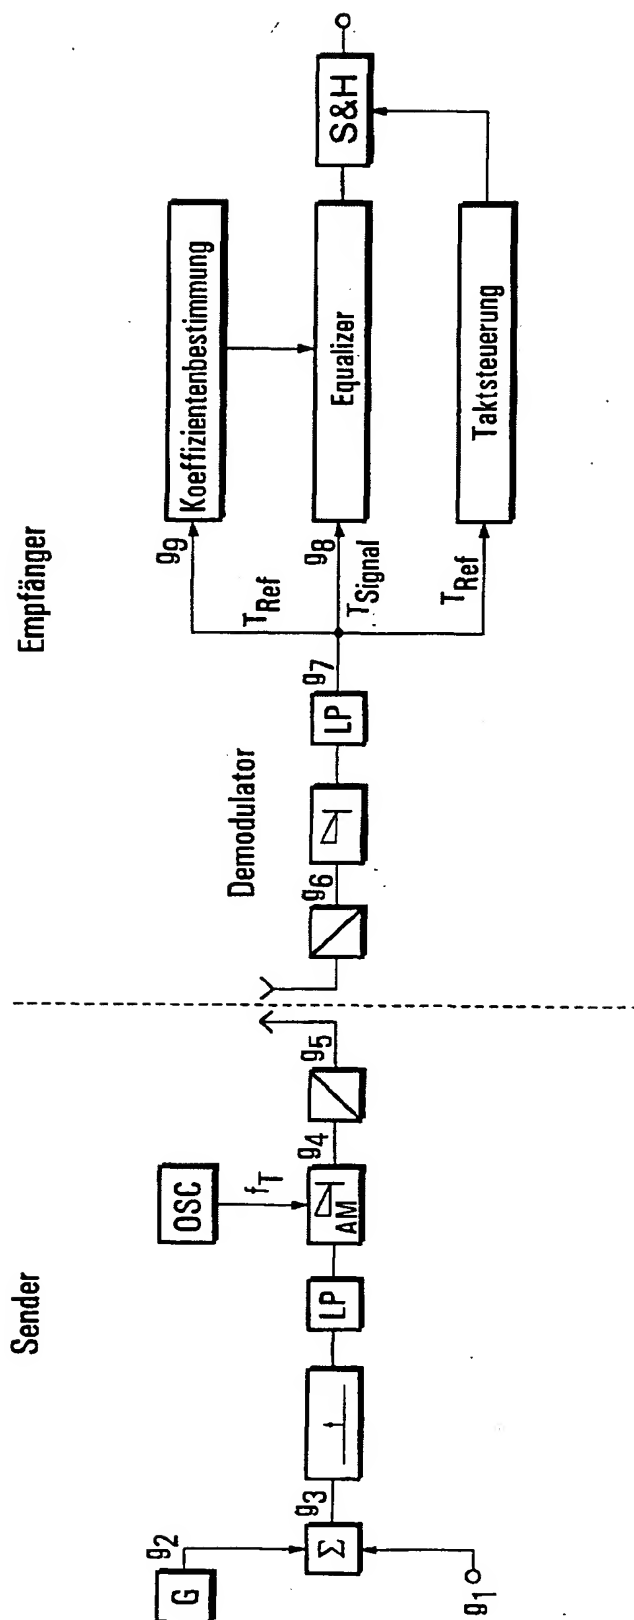 Sender
Empfänger
G
g2
g1
Σ
g3
LP
OSC
fT
AM
g4
g5
Demodulator
g6
LP
g7
TRef
g9
Koeffizientenbestimmung
TSignal
g8
Equalizer
TRef
Taktsteuerung
S&H